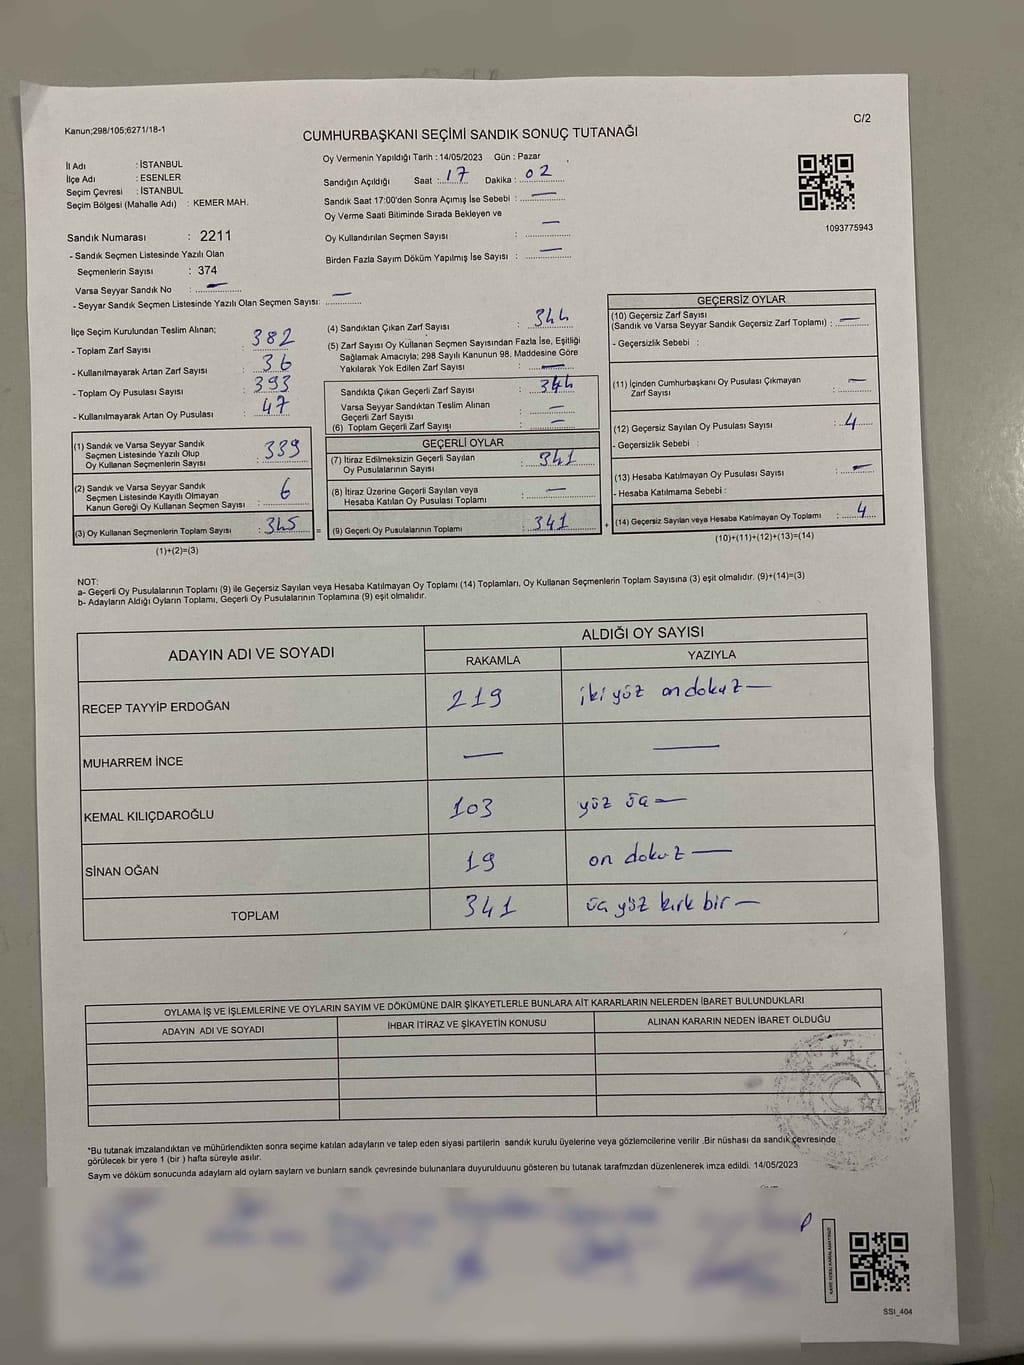 Kanun;298/105;6271/18-1
C/2
CUMHURBAŞKANI SEÇİMİ SANDIK SONUÇ TUTANAĞI
İl Adı : İSTANBUL
İlçe Adı : ESENLER
Seçim Çevresi : İSTANBUL
Seçim Bölgesi (Mahalle Adı) : KEMER MAH.
Oy Vermenin Yapıldığı Tarih : 14/05/2023 Gün : Pazar
Sandığın Açıldığı Saat : 17 Dakika : 02
Sandık Saat 17:00'den Sonra Açımış İse Sebebi : —
Oy Verme Saati Bitiminde Sırada Bekleyen ve
Oy Kullandırılan Seçmen Sayısı : —
Birden Fazla Sayım Döküm Yapılmış İse Sayısı : —
1093775943
Sandık Numarası : 2211
- Sandık Seçmen Listesinde Yazılı Olan
Seçmenlerin Sayısı : 374
Varsa Seyyar Sandık No : —
- Seyyar Sandık Seçmen Listesinde Yazılı Olan Seçmen Sayısı: —
İlçe Seçim Kurulundan Teslim Alınan;
- Toplam Zarf Sayısı : 382
- Kullanılmayarak Artan Zarf Sayısı : 36
- Toplam Oy Pusulası Sayısı : 393
- Kullanılmayarak Artan Oy Pusulası : 47
(1) Sandık ve Varsa Seyyar Sandık
Seçmen Listesinde Yazılı Olup
Oy Kullanan Seçmenlerin Sayısı : 339
(2) Sandık ve Varsa Seyyar Sandık
Seçmen Listesinde Kayıtlı Olmayan
Kanun Gereği Oy Kullanan Seçmen Sayısı : 6
(3) Oy Kullanan Seçmenlerin Toplam Sayısı : 345 =
(1)+(2)=(3)
(4) Sandıktan Çıkan Zarf Sayısı : 344
(5) Zarf Sayısı Oy Kullanan Seçmen Sayısından Fazla İse, Eşitliği
Sağlamak Amacıyla; 298 Sayılı Kanunun 98. Maddesine Göre
Yakılarak Yok Edilen Zarf Sayısı : —
Sandıkta Çıkan Geçerli Zarf Sayısı : 344
Varsa Seyyar Sandıktan Teslim Alınan
Geçerli Zarf Sayısı : —
(6) Toplam Geçerli Zarf Sayışı : —
GEÇERLİ OYLAR
(7) İtiraz Edilmeksizin Geçerli Sayılan
Oy Pusulalarının Sayısı : 341
(8) İtiraz Üzerine Geçerli Sayılan veya
Hesaba Katılan Oy Pusulası Toplamı : —
(9) Geçerli Oy Pusulalarının Toplamı : 341 +
GEÇERSİZ OYLAR
(10) Geçersiz Zarf Sayısı
(Sandık ve Varsa Seyyar Sandık Geçersiz Zarf Toplamı) : —
- Geçersizlik Sebebi :
(11) İçinden Cumhurbaşkanı Oy Pusulası Çıkmayan
Zarf Sayısı : —
(12) Geçersiz Sayılan Oy Pusulası Sayısı : 4
- Geçersizlik Sebebi :
(13) Hesaba Katılmayan Oy Pusulası Sayısı : —
- Hesaba Katılmama Sebebi :
(14) Geçersiz Sayılan veya Hesaba Katılmayan Oy Toplamı : 4
(10)+(11)+(12)+(13)=(14)
NOT:
a- Geçerli Oy Pusulalarının Toplamı (9) ile Geçersiz Sayılan veya Hesaba Katılmayan Oy Toplamı (14) Toplamları, Oy Kullanan Seçmenlerin Toplam Sayısına (3) eşit olmalıdır. (9)+(14)=(3)
b- Adayların Aldığı Oyların Toplamı, Geçerli Oy Pusulalarının Toplamına (9) eşit olmalıdır.
ADAYIN ADI VE SOYADI
ALDIĞI OY SAYISI
RAKAMLA YAZIYLA
RECEP TAYYİP ERDOĞAN 219 iki yüz on dokuz —
MUHARREM İNCE — —
KEMAL KILIÇDAROĞLU 103 yüz üç —
SİNAN OĞAN 19 on dokuz —
TOPLAM 341 üç yüz kırk bir —
OYLAMA İŞ VE İŞLEMLERİNE VE OYLARIN SAYIM VE DÖKÜMÜNE DAİR ŞİKAYETLERLE BUNLARA AİT KARARLARIN NELERDEN İBARET BULUNDUKLARI
ADAYIN ADI VE SOYADI İHBAR İTİRAZ VE ŞİKAYETİN KONUSU ALINAN KARARIN NEDEN İBARET OLDUĞU
*Bu tutanak imzalandıktan ve mühürlendikten sonra seçime katılan adayların ve talep eden siyasi partilerin sandık kurulu üyelerine veya gözlemcilerine verilir .Bir nüshası da sandık çevresinde
görülecek bir yere 1 (bir ) hafta süreyle asılır.
Saym ve döküm sonucunda adaylam ald oylam saylam ve bunlam sandk çevresinde bulunanlara duyurulduunu gösteren bu tutanak tarafmzdan düzenlenerek imza edildi. 14/05/2023
SSI_404